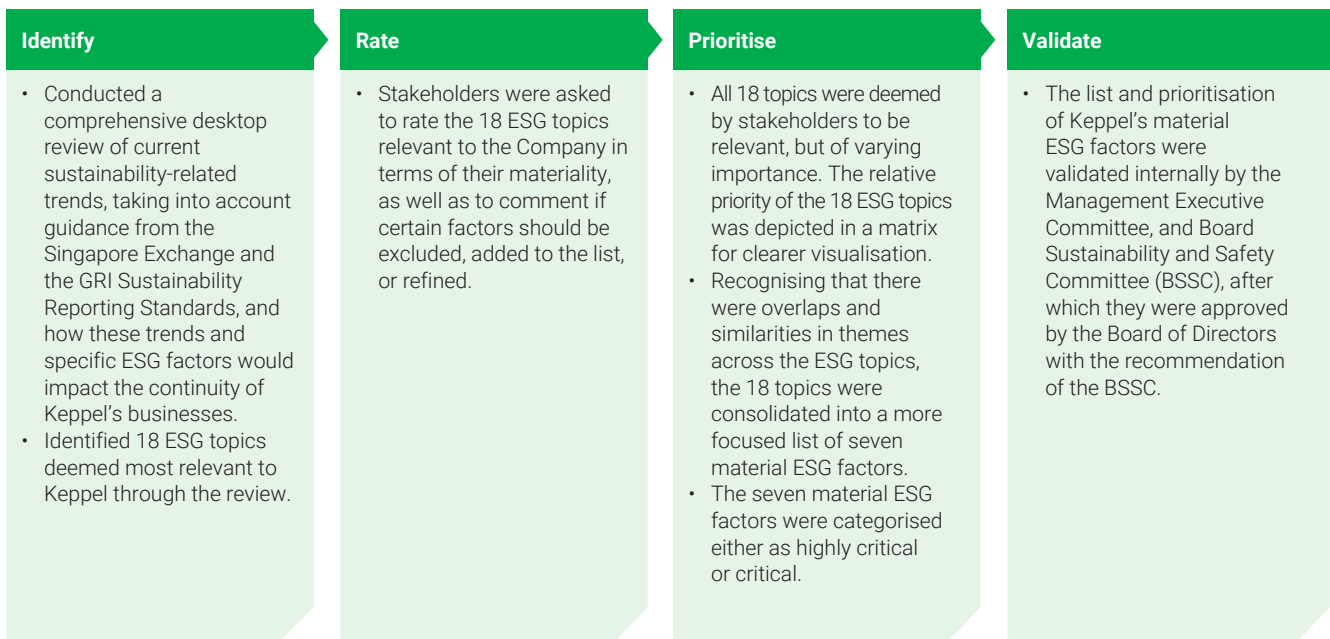 Identify
• Conducted a
comprehensive desktop
review of current
sustainability-related
trends, taking into account
guidance from the
Singapore Exchange and
the GRI Sustainability
Reporting Standards, and
how these trends and
specific ESG factors would
impact the continuity of
Keppel's businesses.
• Identified 18 ESG topics
deemed most relevant to
Keppel through the review.
Rate
• Stakeholders were asked
to rate the 18 ESG topics
relevant to the Company in
terms of their materiality,
as well as to comment if
certain factors should be
excluded, added to the list,
or refined.
Prioritise
• All 18 topics were deemed
by stakeholders to be
relevant, but of varying
importance. The relative
priority of the 18 ESG topics
was depicted in a matrix
for clearer visualisation.
• Recognising that there
were overlaps and
similarities in themes
across the ESG topics,
the 18 topics were
consolidated into a more
focused list of seven
material ESG factors.
• The seven material ESG
factors were categorised
either as highly critical
or critical.
Validate
• The list and prioritisation
of Keppel's material
ESG factors were
validated internally by the
Management Executive
Committee, and Board
Sustainability and Safety
Committee (BSSC), after
which they were approved
by the Board of Directors
with the recommendation
of the BSSC.